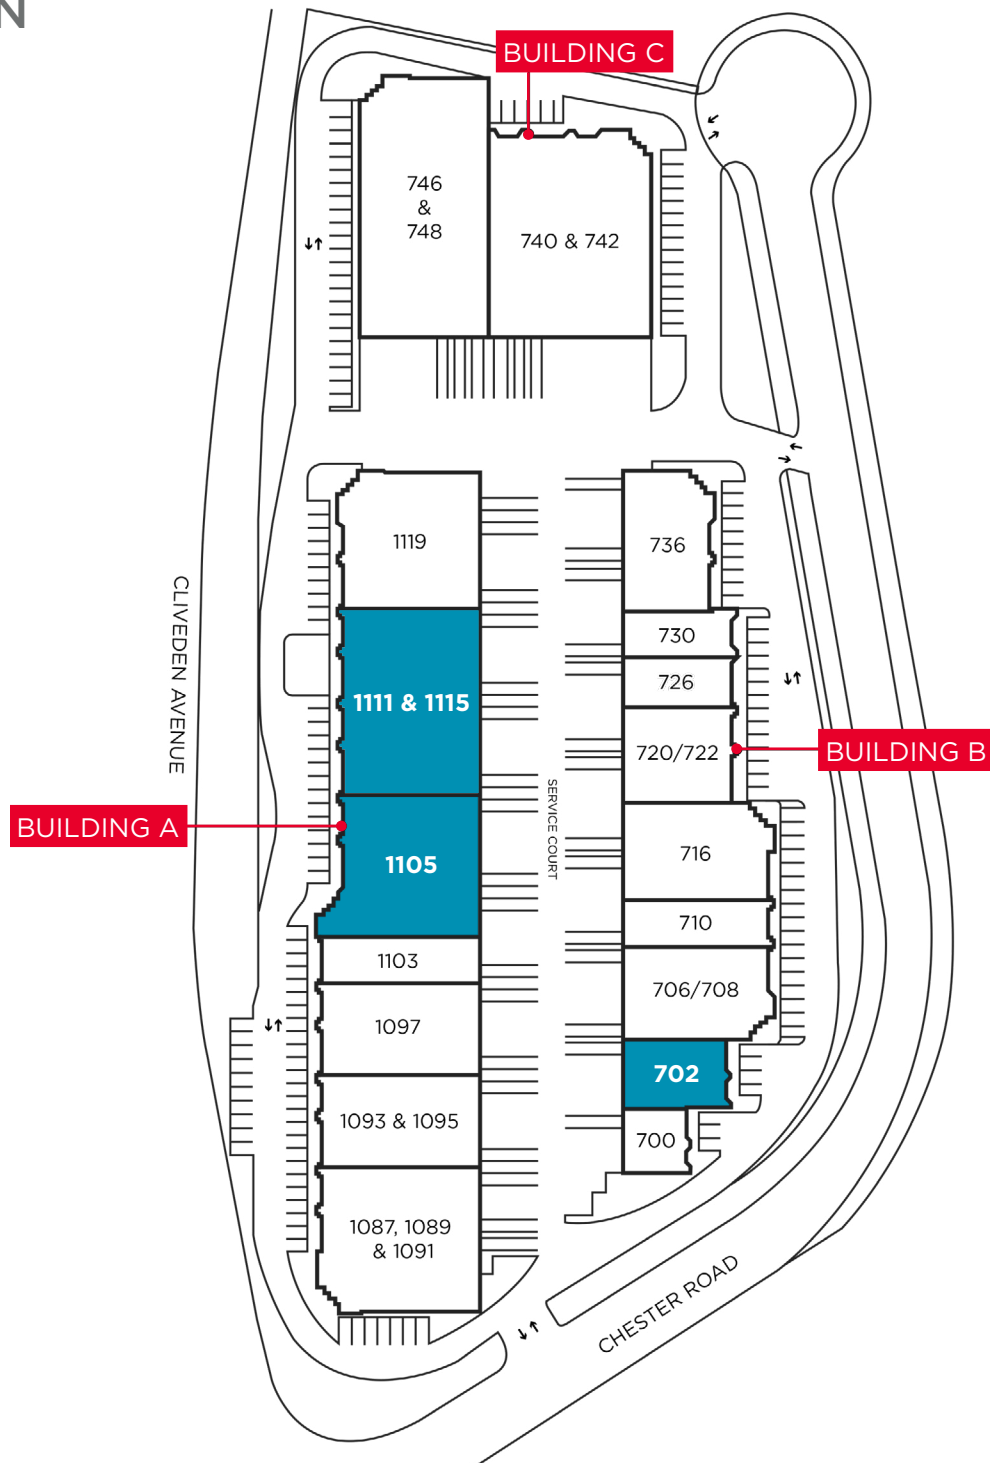 N
BUILDING C
746
&
748
740 & 742
1119
736
730
726
1111 & 1115
720/722
BUILDING B
CLIVEDEN AVENUE
SERVICE COURT
BUILDING A
1105
716
710
1103
706/708
1097
702
1093 & 1095
700
1087, 1089
& 1091
CHESTER ROAD